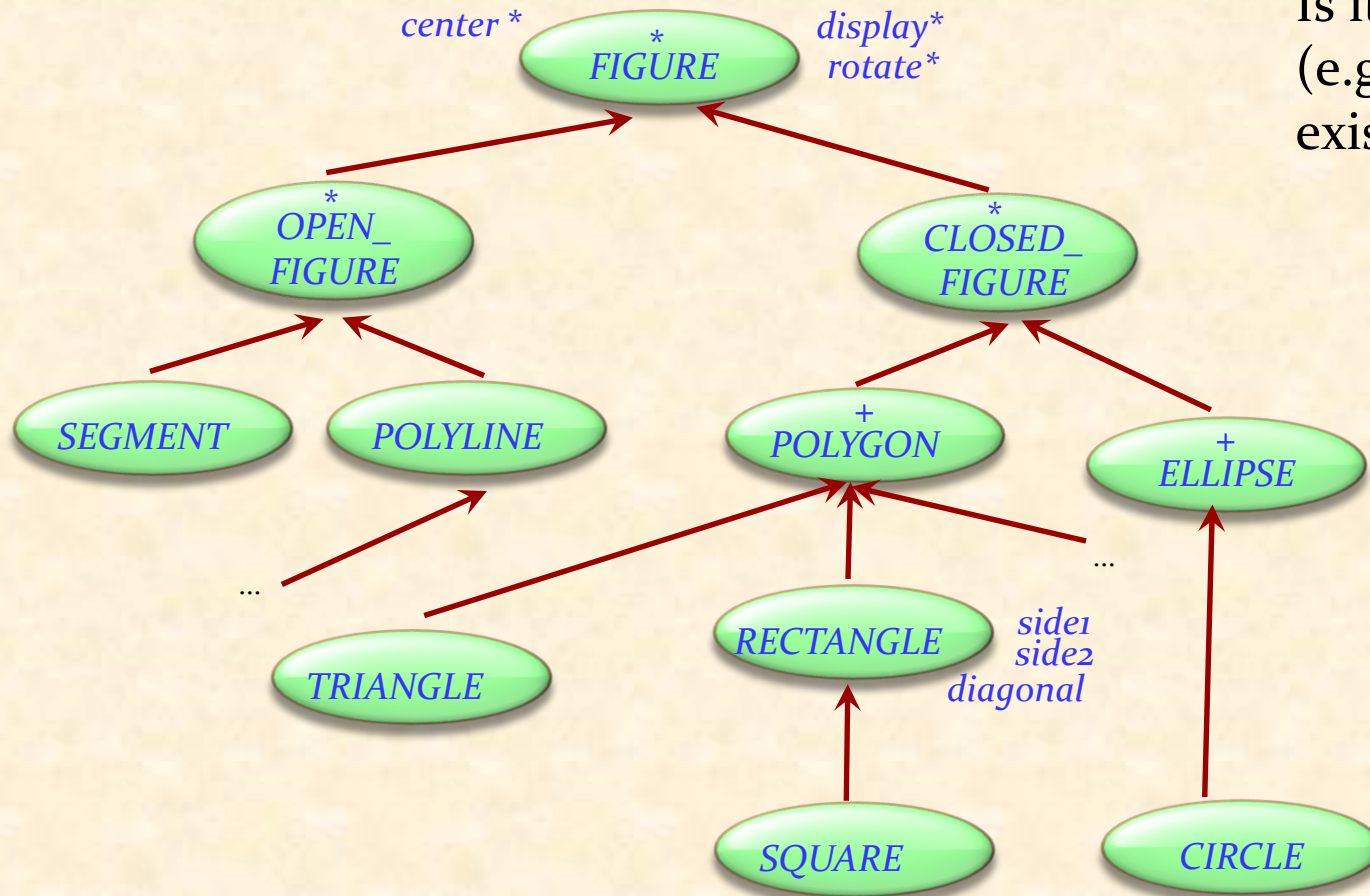 center *
*
FIGURE
display*
rotate*
(e.g
*
OPEN_
FIGURE
*
CLOSED_
FIGURE
SEGMENT
POLYLINE
+
POLYGON
+
ELLIPSE
...
...
TRIANGLE
RECTANGLE
side1
side2
diagonal
SQUARE
CIRCLE